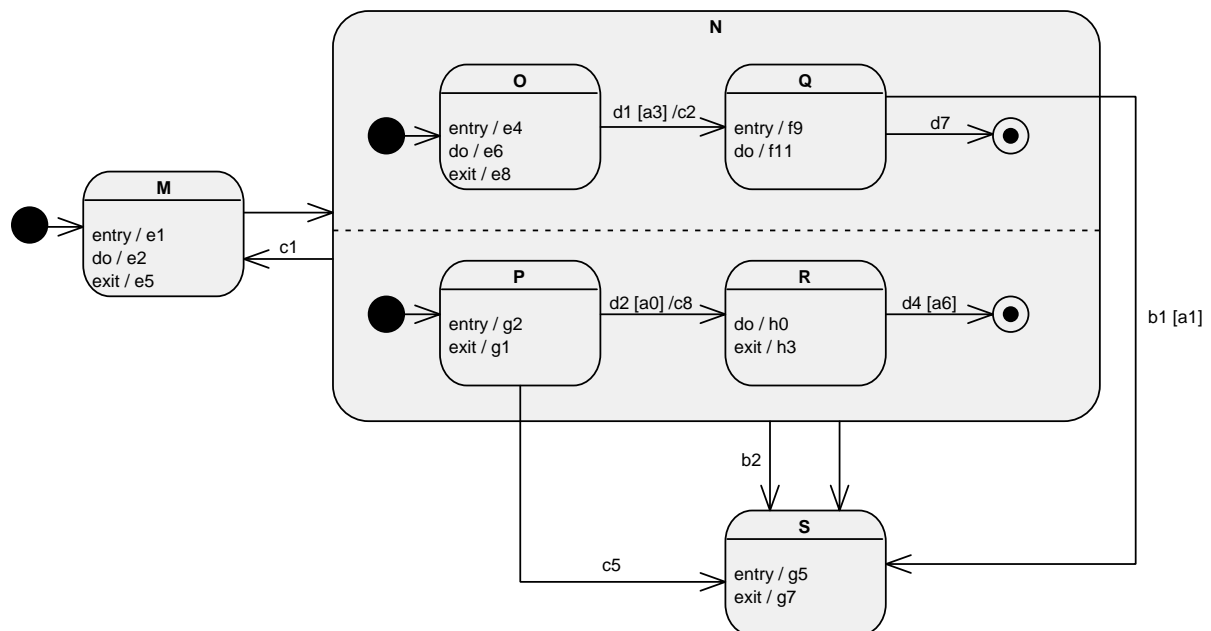 N
O
entry / e4
do / e6
exit / e8
d1 [a3] /c2
Q
entry / f9
do / f11
d7
M
entry / e1
do / e2
exit / e5
c1
P
entry / g2
exit / g1
d2 [a0] /c8
R
do / h0
exit / h3
d4 [a6]
b1 [a1]
b2
S
entry / g5
exit / g7
c5